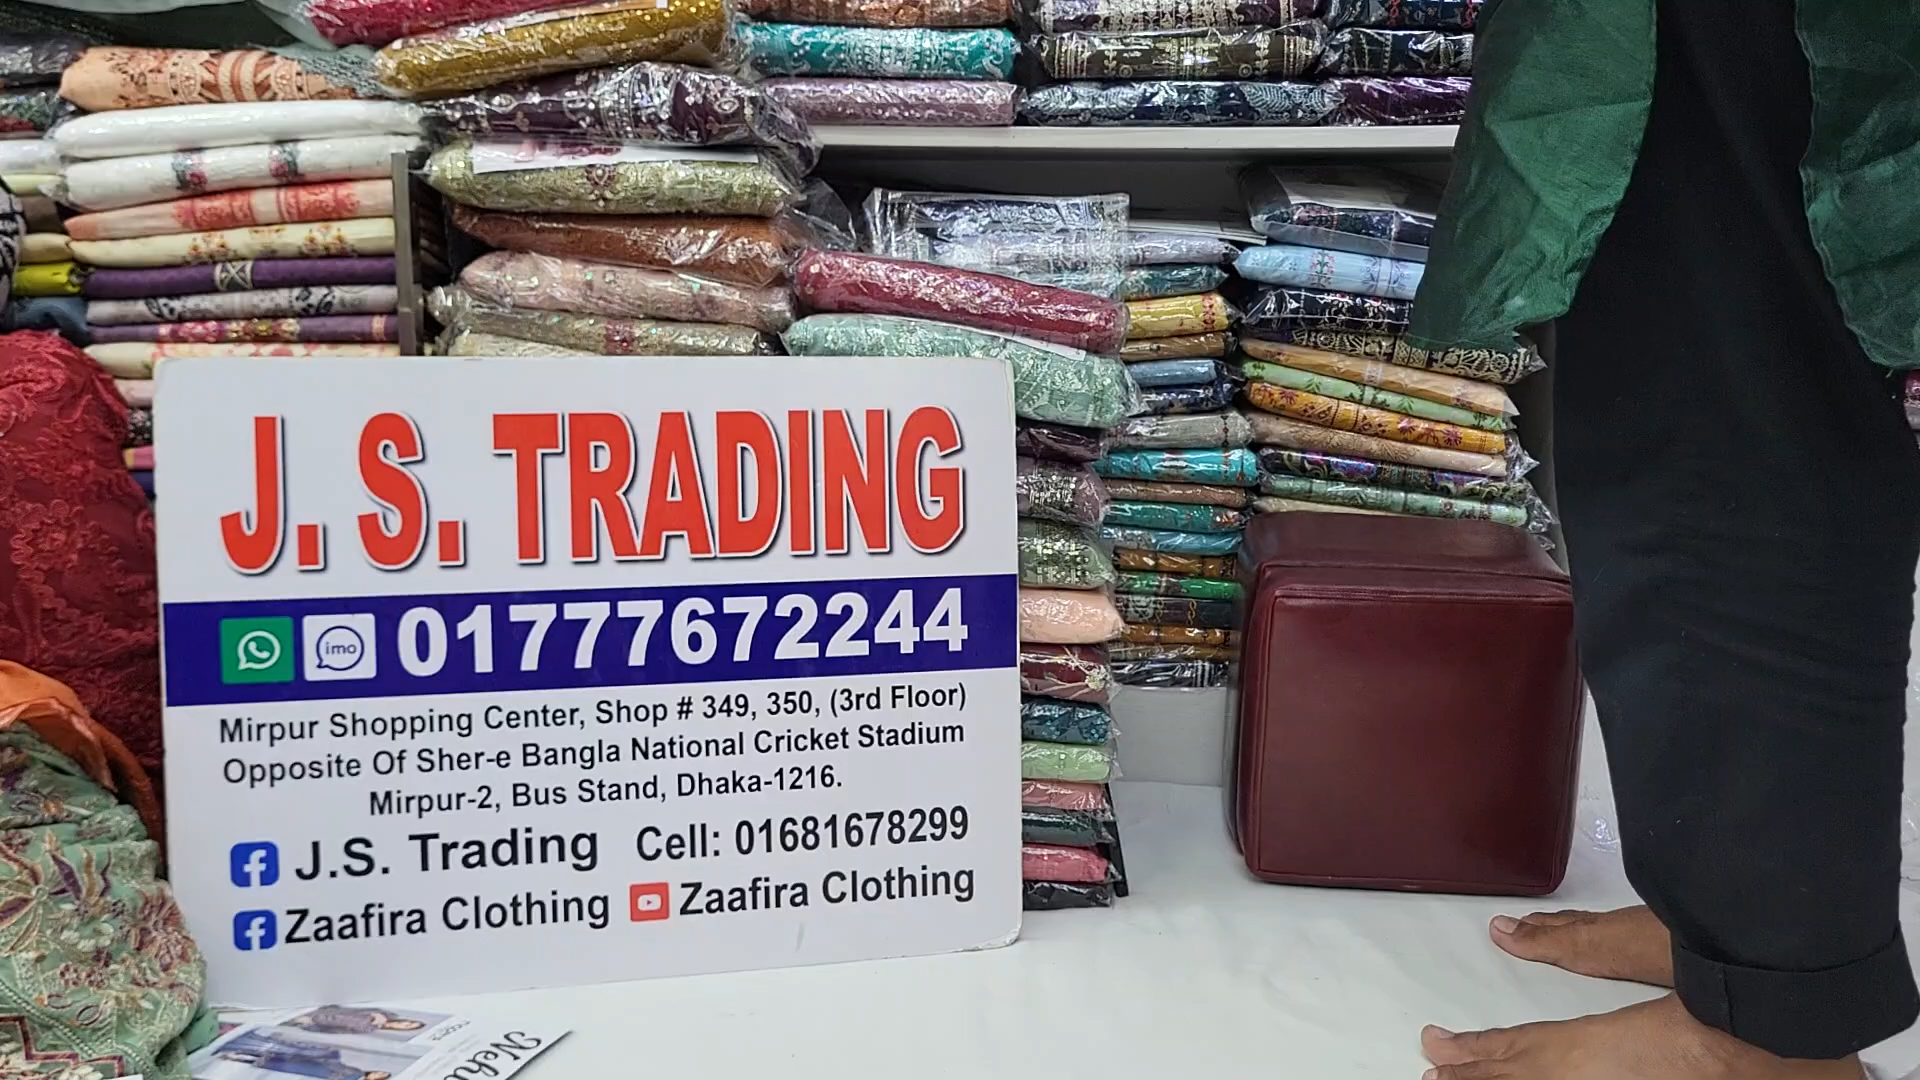 J. S. TRADING
imo 01777672244
Mirpur Shopping Center, Shop # 349, 350, (3rd Floor)
Opposite Of Sher-e Bangla National Cricket Stadium
Mirpur-2, Bus Stand, Dhaka-1216.
J.S. Trading Cell: 01681678299
Zaafira Clothing Zaafira Clothing